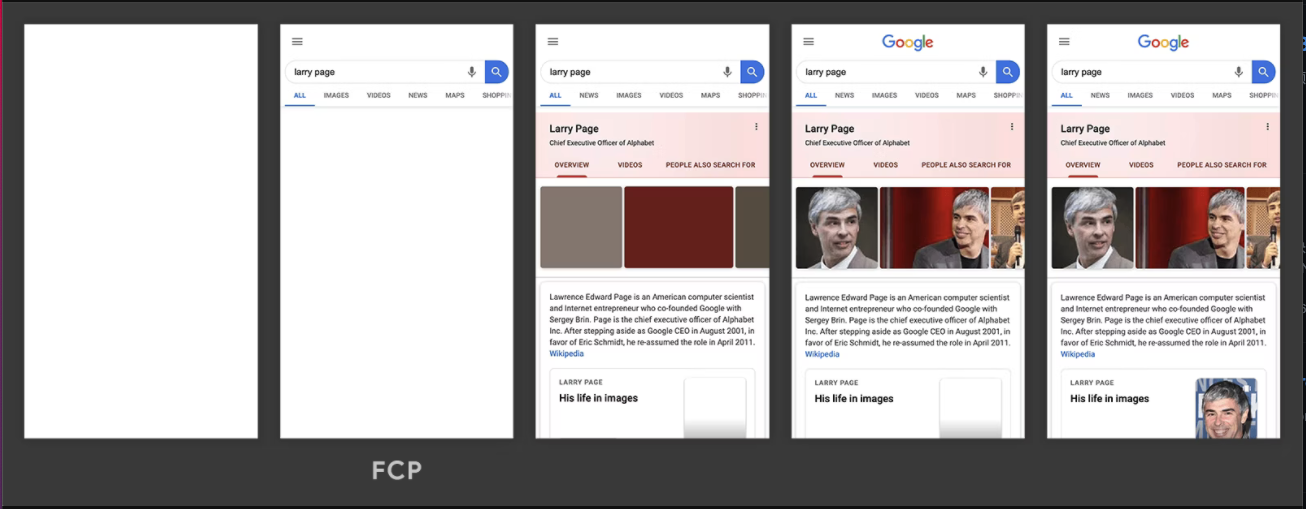 larry page
ALL IMAGES VIDEOS NEWS MAPS
larry page
ALL NEWS IMAGES VIDEOS MAPS
Larry Page
Chief Executive Officer of Alphabet
OVERVIEW VIDEOS PEOPLE ALSO SEARCH FOR
Lawrence Edward Page is an American computer scientist
and Internet entrepreneur who co-founded Google with
Sergey Brin. Page is the chief executive officer of Alphabet
Inc. After stepping aside as Google CEO in August 2001, in
favor of Eric Schmidt, he re-assumed the role in April 2011.
Wikipedia
LARRY PAGE
His life in images
Google
larry page
ALL NEWS IMAGES VIDEOS MAPS
Larry Page
Chief Executive Officer of Alphabet
OVERVIEW VIDEOS PEOPLE ALSO SEARCH FOR
Lawrence Edward Page is an American computer scientist
and Internet entrepreneur who co-founded Google with
Sergey Brin. Page is the chief executive officer of Alphabet
Inc. After stepping aside as Google CEO in August 2001, in
favor of Eric Schmidt, he re-assumed the role in April 2011.
Wikipedia
LARRY PAGE
His life in images
Google
larry page
ALL NEWS IMAGES VIDEOS MAPS
Larry Page
Chief Executive Officer of Alphabet
OVERVIEW VIDEOS PEOPLE ALSO SEARCH FOR
Lawrence Edward Page is an American computer scientist
and Internet entrepreneur who co-founded Google with
Sergey Brin. Page is the chief executive officer of Alphabet
Inc. After stepping aside as Google CEO in August 2001, in
favor of Eric Schmidt, he re-assumed the role in April 2011.
Wikipedia
LARRY PAGE
His life in images
FCP